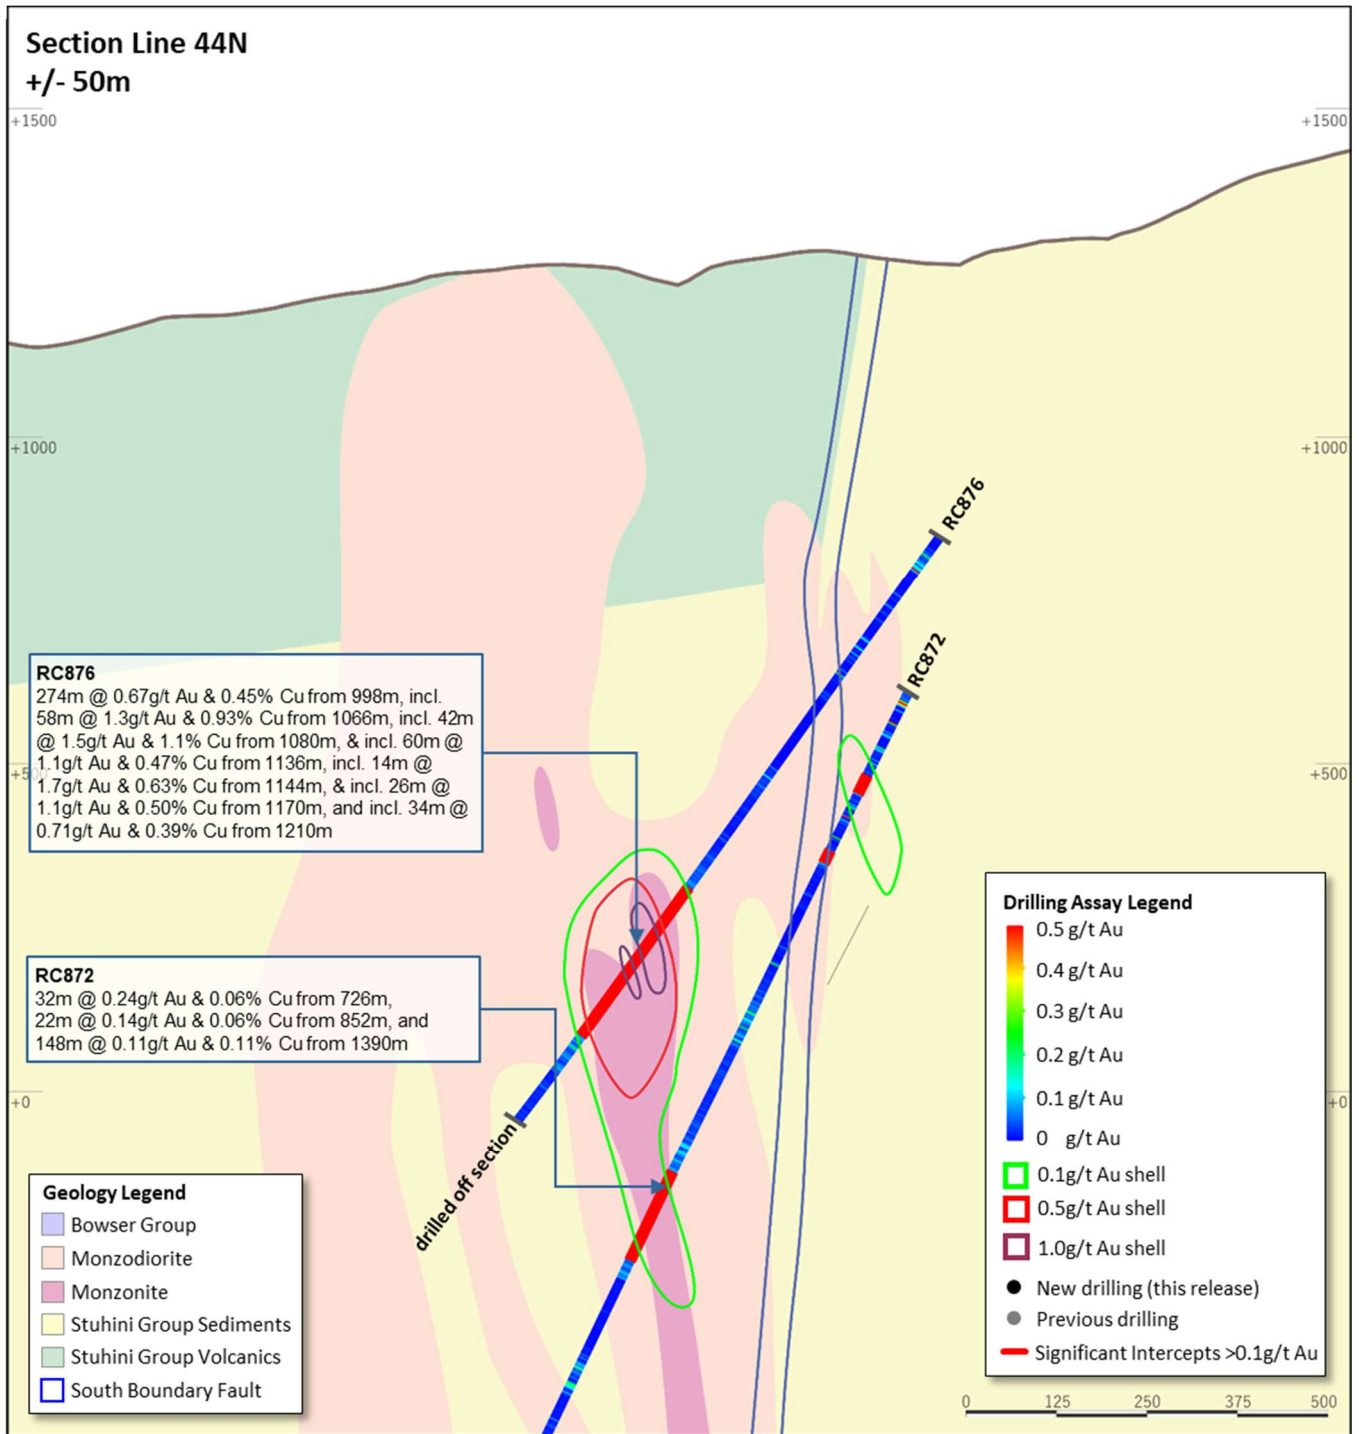 Section Line 44N
+/- 50m
+1500
+1500
+1000
+1000
RC876
RC872
RC876
274m @ 0.67g/t Au & 0.45% Cu from 998m, incl.
58m @ 1.3g/t Au & 0.93% Cu from 1066m, incl. 42m
@ 1.5g/t Au & 1.1% Cu from 1080m, & incl. 60m @
1.1g/t Au & 0.47% Cu from 1136m, incl. 14m @
1.7g/t Au & 0.63% Cu from 1144m, & incl. 26m @
1.1g/t Au & 0.50% Cu from 1170m, and incl. 34m @
0.71g/t Au & 0.39% Cu from 1210m
+500
+500
RC872
32m @ 0.24g/t Au & 0.06% Cu from 726m,
22m @ 0.14g/t Au & 0.06% Cu from 852m, and
148m @ 0.11g/t Au & 0.11% Cu from 1390m
+0
+0
drilled off section
Drilling Assay Legend
0.5 g/t Au
0.4 g/t Au
0.3 g/t Au
0.2 g/t Au
0.1 g/t Au
0 g/t Au
0.1g/t Au shell
0.5g/t Au shell
1.0g/t Au shell
New drilling (this release)
Previous drilling
Significant Intercepts >0.1g/t Au
Geology Legend
Bowser Group
Monzodiorite
Monzonite
Stuhini Group Sediments
Stuhini Group Volcanics
South Boundary Fault
0 125 250 375 500